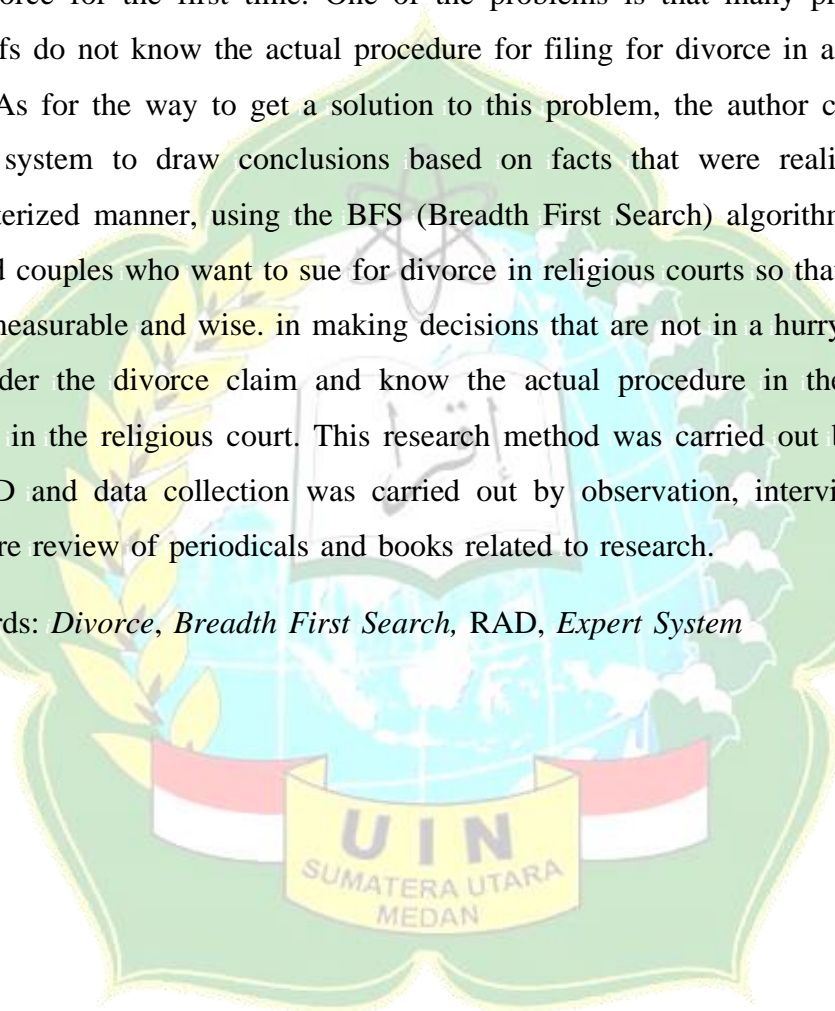 orce for the first time. One of the problems is that many p
fs do not know the actual procedure for filing for divorce in a
As for the way to get a solution to this problem, the author c
system to draw conclusions based on facts that were reali
terized manner, using the BFS (Breadth First Search) algorithm
d couples who want to sue for divorce in religious courts so tha
measurable and wise. in making decisions that are not in a hurry
der the divorce claim and know the actual procedure in the
in the religious court. This research method was carried out b
D and data collection was carried out by observation, intervi
re review of periodicals and books related to research.
rds: Divorce, Breadth First Search, RAD, Expert System
اقرأ
UIN
SUMATERA UTARA
MEDAN